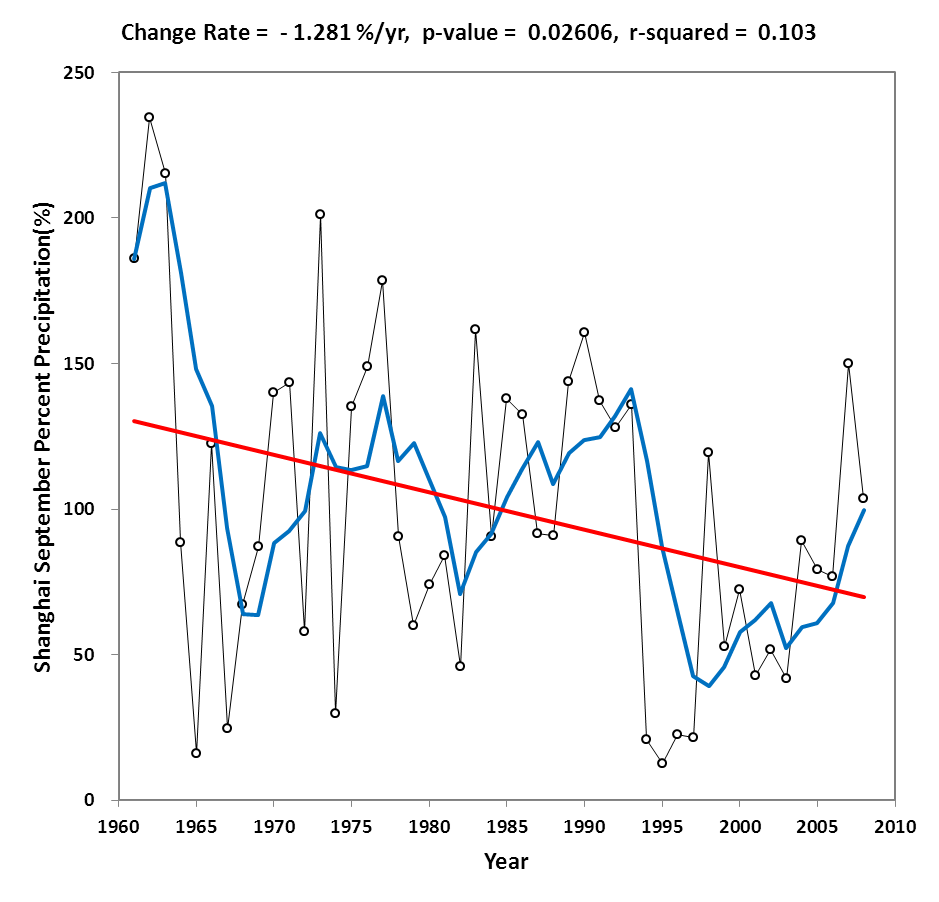 Change Rate = - 1.281 %/yr, p-value = 0.02606, r-squared = 0.103
250
200
150
100
50
0
Shanghai September Percent Precipitation(%)
1960 1965 1970 1975 1980 1985 1990 1995 2000 2005 2010
Year